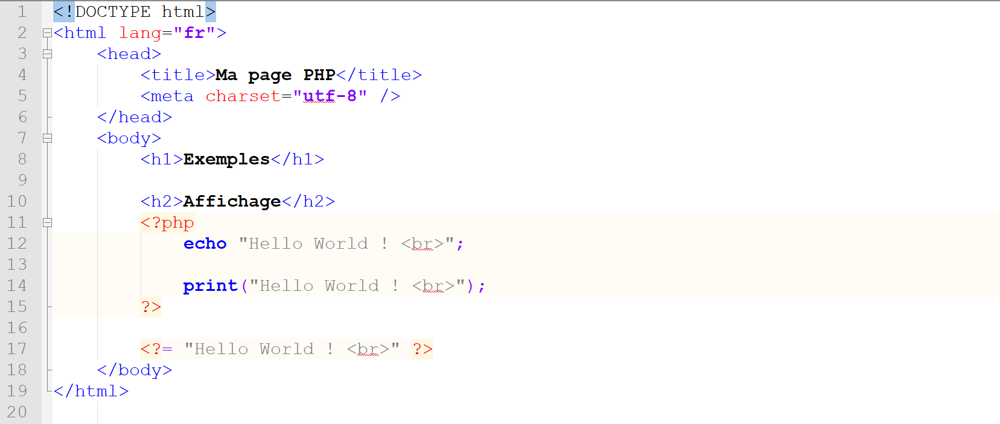 1 <!DOCTYPE html>
2 <html lang="fr">
3     <head>
4         <title>Ma page PHP</title>
5         <meta charset="utf-8" />
6     </head>
7     <body>
8         <h1>Exemples</h1>
9
10         <h2>Affichage</h2>
11         <?php
12             echo "Hello World ! <br>";
13
14             print("Hello World ! <br>");
15         ?>
16
17         <?= "Hello World ! <br>" ?>
18     </body>
19 </html>
20